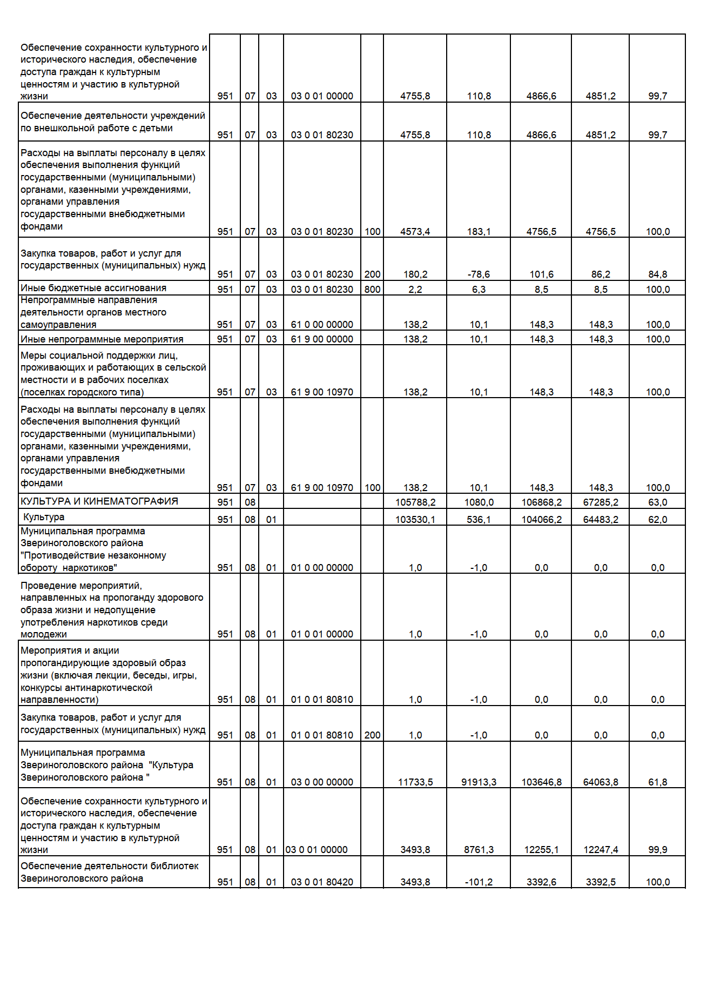 Обеспечение сохранности культурного и
исторического наследия, обеспечение
доступа граждан к культурным
ценностям и участию в культурной
жизни 951 07 03 03 0 01 00000 4755,8 110,8 4866,6 4851,2 99,7
Обеспечение деятельности учреждений
по внешкольной работе с детьми 951 07 03 03 0 01 80230 4755,8 110,8 4866,6 4851,2 99,7
Расходы на выплаты персоналу в целях
обеспечения выполнения функций
государственными (муниципальными)
органами, казенными учреждениями,
органами управления
государственными внебюджетными
фондами 951 07 03 03 0 01 80230 100 4573,4 183,1 4756,5 4756,5 100,0
Закупка товаров, работ и услуг для
государственных (муниципальных) нужд 951 07 03 03 0 01 80230 200 180,2 -78,6 101,6 86,2 84,8
Иные бюджетные ассигнования 951 07 03 03 0 01 80230 800 2,2 6,3 8,5 8,5 100,0
Непрограммные направления
деятельности органов местного
самоуправления 951 07 03 61 0 00 00000 138,2 10,1 148,3 148,3 100,0
Иные непрограммные мероприятия 951 07 03 61 9 00 00000 138,2 10,1 148,3 148,3 100,0
Меры социальной поддержки лиц,
проживающих и работающих в сельской
местности и в рабочих поселках
(поселках городского типа) 951 07 03 61 9 00 10970 138,2 10,1 148,3 148,3 100,0
Расходы на выплаты персоналу в целях
обеспечения выполнения функций
государственными (муниципальными)
органами, казенными учреждениями,
органами управления
государственными внебюджетными
фондами 951 07 03 61 9 00 10970 100 138,2 10,1 148,3 148,3 100,0
КУЛЬТУРА И КИНЕМАТОГРАФИЯ 951 08 105788,2 1080,0 106868,2 67285,2 63,0
Культура 951 08 01 103530,1 536,1 104066,2 64483,2 62,0
Муниципальная программа
Звериноголовского района
"Противодействие незаконному
обороту наркотиков" 951 08 01 01 0 00 00000 1,0 -1,0 0,0 0,0 0,0
Проведение мероприятий,
направленных на пропоганду здорового
образа жизни и недопущение
употребления наркотиков среди
молодежи 951 08 01 01 0 01 00000 1,0 -1,0 0,0 0,0 0,0
Мероприятия и акции
пропогандирующие здоровый образ
жизни (включая лекции, беседы, игры,
конкурсы антинаркотической
направленности) 951 08 01 01 0 01 80810 1,0 -1,0 0,0 0,0 0,0
Закупка товаров, работ и услуг для
государственных (муниципальных) нужд 951 08 01 01 0 01 80810 200 1,0 -1,0 0,0 0,0 0,0
Муниципальная программа
Звериноголовского района "Культура
Звериноголовского района " 951 08 01 03 0 00 00000 11733,5 91913,3 103646,8 64063,8 61,8
Обеспечение сохранности культурного и
исторического наследия, обеспечение
доступа граждан к культурным
ценностям и участию в культурной
жизни 951 08 01 03 0 01 00000 3493,8 8761,3 12255,1 12247,4 99,9
Обеспечение деятельности библиотек
Звериноголовского района 951 08 01 03 0 01 80420 3493,8 -101,2 3392,6 3392,5 100,0